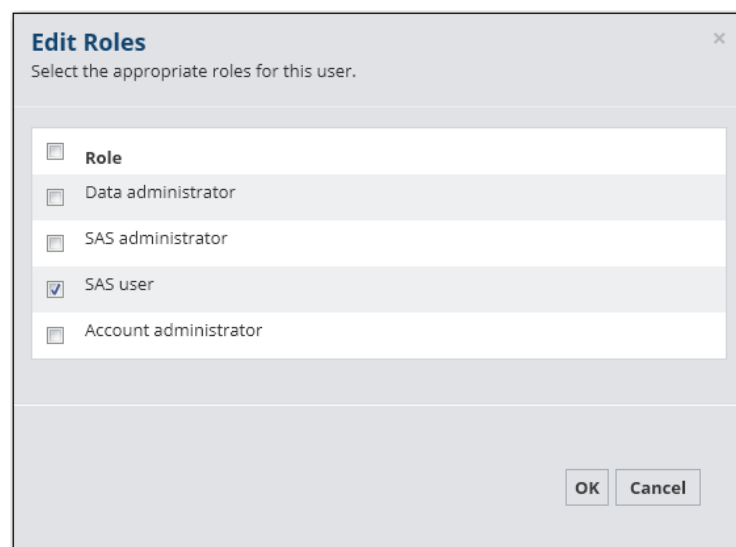 Edit Roles
Select the appropriate roles for this user.
Role
Data administrator
SAS administrator
SAS user
Account administrator
OK Cancel